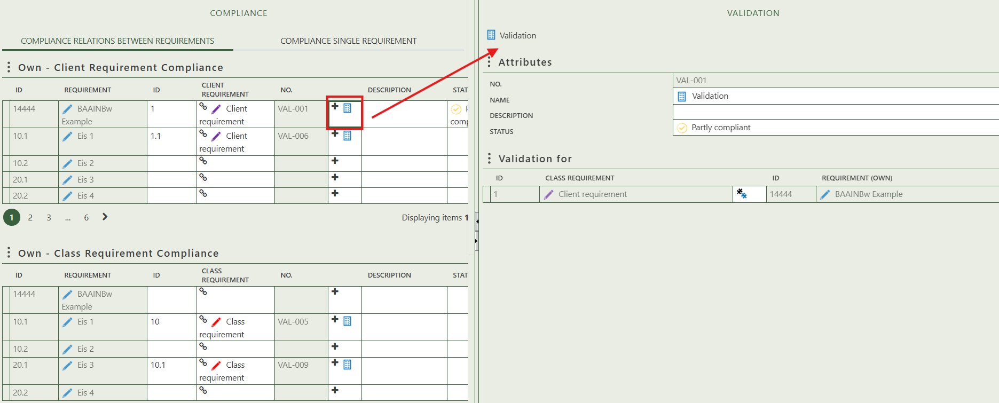 COMPLIANCE
COMPLIANCE RELATIONS BETWEEN REQUIREMENTS COMPLIANCE SINGLE REQUIREMENT
Own - Client Requirement Compliance
ID REQUIREMENT ID CLIENT REQUIREMENT NO. DESCRIPTION STAT
14444 BAAINBw Example 1 Client requirement VAL-001 comp
10.1 Eis 1 1.1 Client requirement VAL-006
10.2 Eis 2
20.1 Eis 3
20.2 Eis 4
1 2 3 ... 6 Displaying items 1
Own - Class Requirement Compliance
ID REQUIREMENT ID CLASS REQUIREMENT NO. DESCRIPTION STAT
14444 BAAINBw Example
10.1 Eis 1 10 Class requirement VAL-005
10.2 Eis 2
20.1 Eis 3 10.1 Class requirement VAL-009
20.2 Eis 4
VALIDATION
Validation
Attributes
NO. VAL-001
NAME Validation
DESCRIPTION
STATUS Partly compliant
Validation for
ID CLASS REQUIREMENT ID REQUIREMENT (OWN)
1 Client requirement 14444 BAAINBw Example